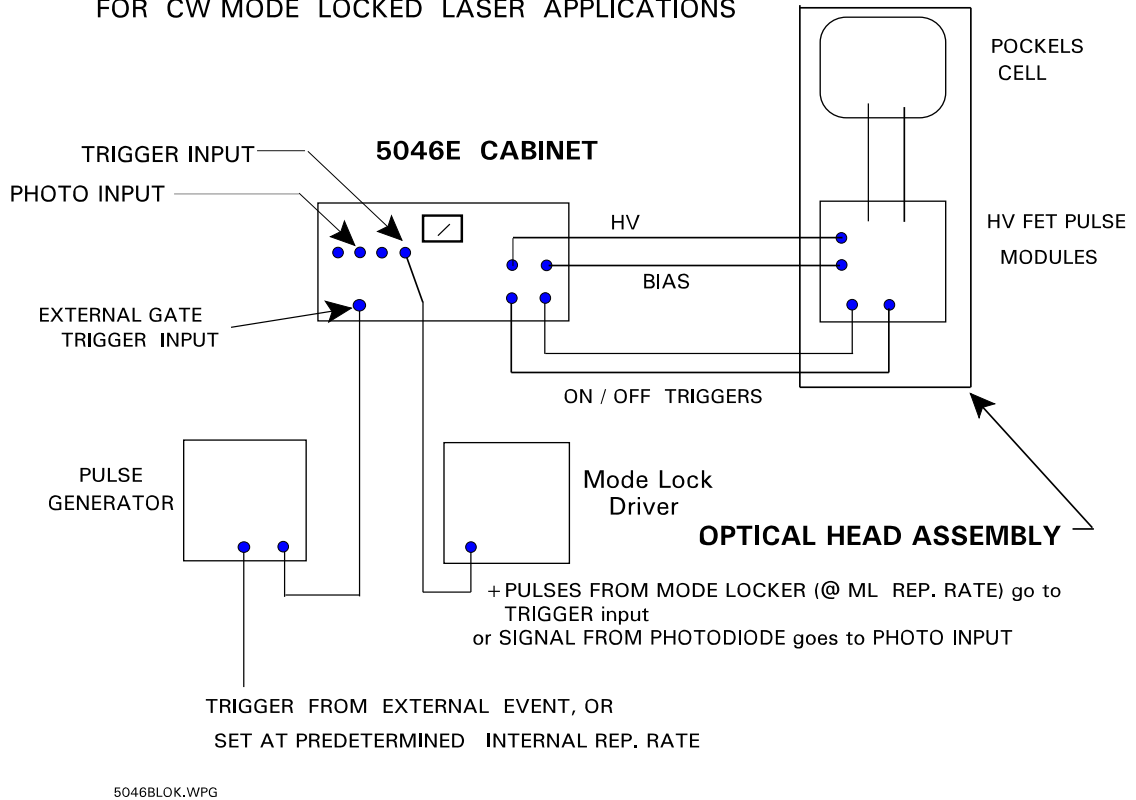 FOR CW MODE LOCKED LASER APPLICATIONS
POCKELS
CELL
TRIGGER INPUT
5046E CABINET
PHOTO INPUT
HV
HV FET PULSE
MODULES
BIAS
EXTERNAL GATE
TRIGGER INPUT
ON / OFF TRIGGERS
PULSE
GENERATOR
Mode Lock
Driver
OPTICAL HEAD ASSEMBLY
+PULSES FROM MODE LOCKER (@ ML REP. RATE) go to
TRIGGER input
or SIGNAL FROM PHOTODIODE goes to PHOTO INPUT
TRIGGER FROM EXTERNAL EVENT, OR
SET AT PREDETERMINED INTERNAL REP. RATE
5046BLOK.WPG